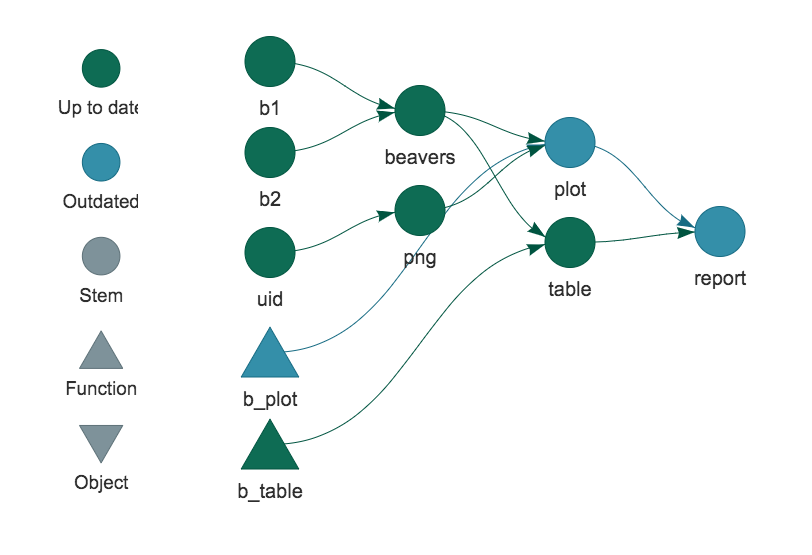 Up to date
Outdated
Stem
Function
Object
b1
b2
uid
b_plot
b_table
beavers
png
plot
table
report